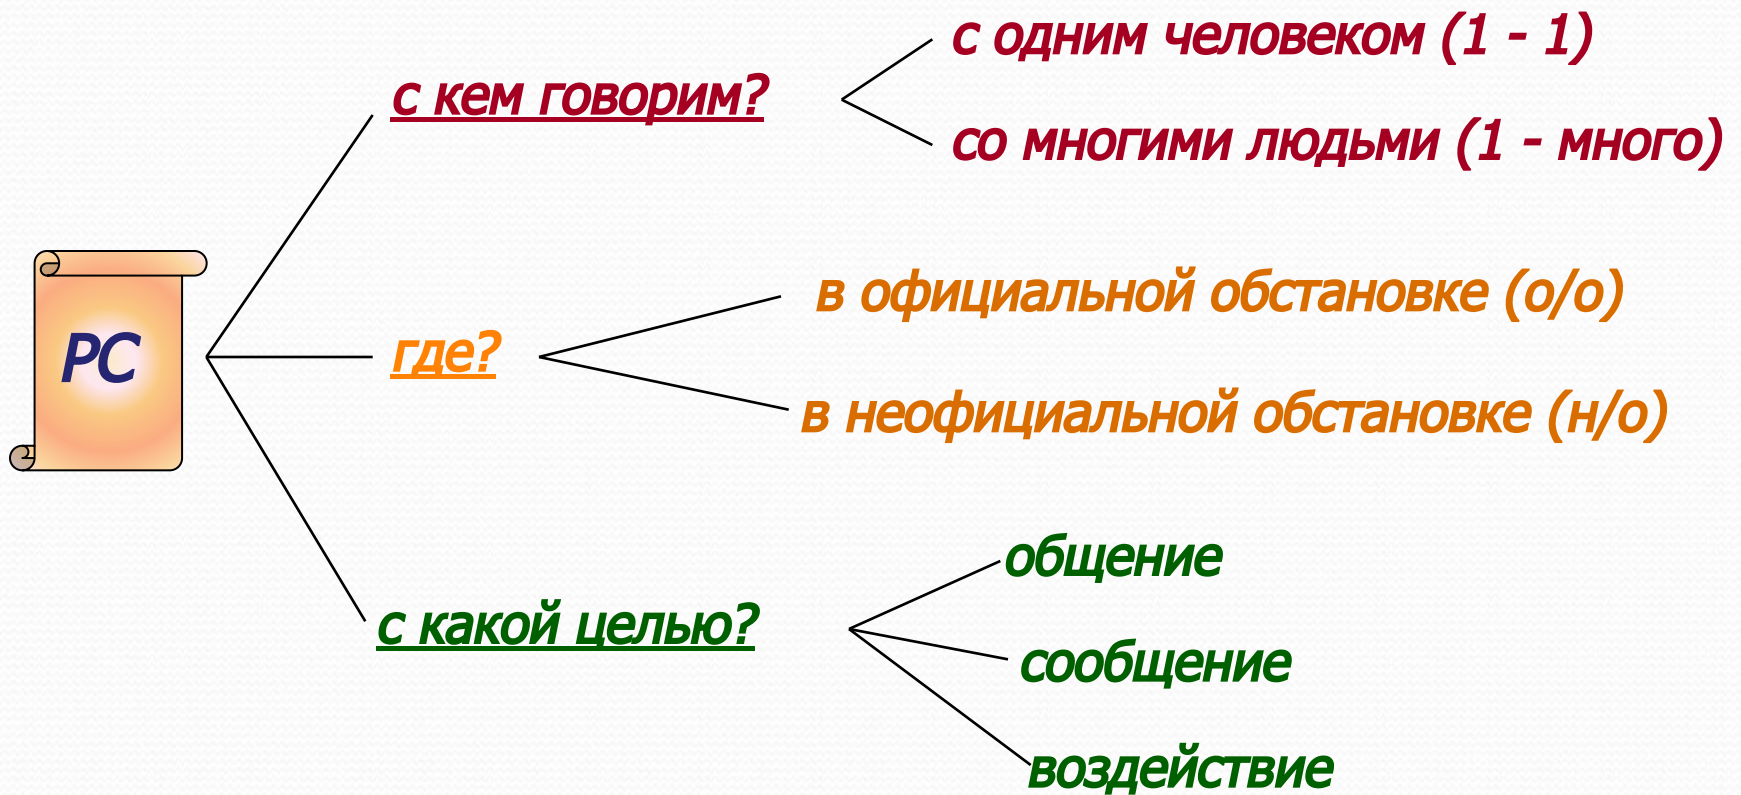 с одним человеком (1 - 1)
с кем говорим?
со многими людьми (1 - много)
в официальной обстановке (о/о)
РС
где?
в неофициальной обстановке (н/о)
общение
с какой целью?
сообщение
воздействие